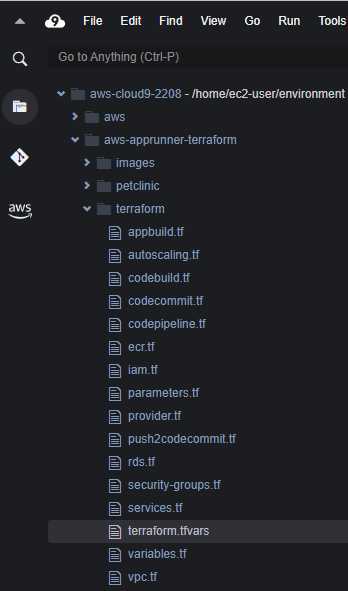 9 File Edit Find View Go Run Tools
Go to Anything (Ctrl-P)
aws-cloud9-2208 - /home/ec2-user/environment
aws
aws-apprunner-terraform
images
petclinic
terraform
aws
appbuild.tf
autoscaling.tf
codebuild.tf
codecommit.tf
codepipeline.tf
ecr.tf
iam.tf
parameters.tf
provider.tf
push2codecommit.tf
rds.tf
security-groups.tf
services.tf
terraform.tfvars
variables.tf
vpc.tf